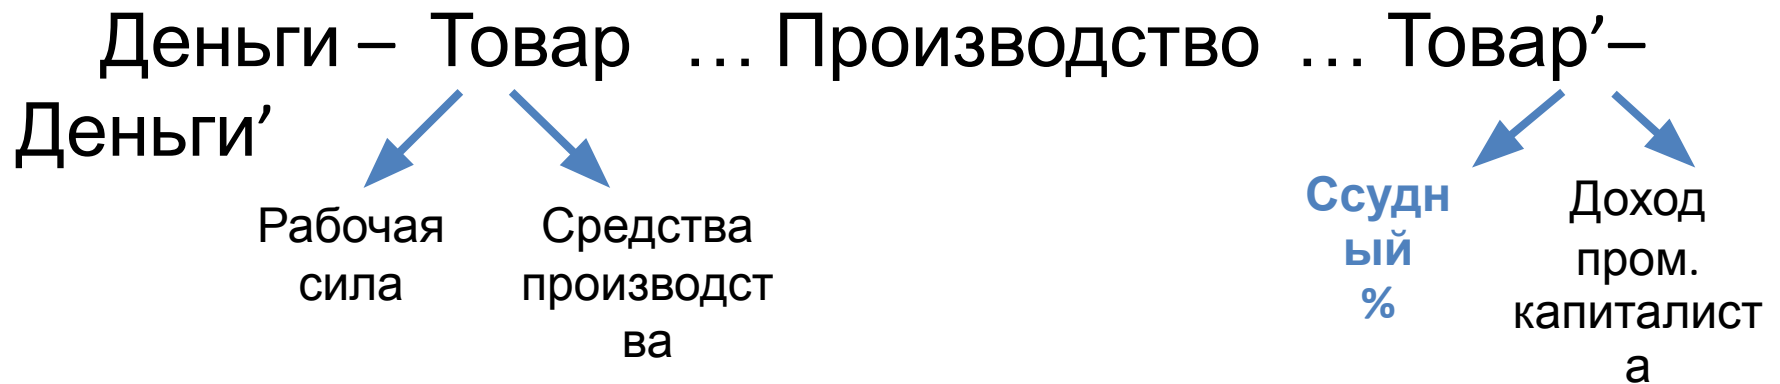 Деньги – Товар … Производство … Товар′–
Деньги′
Рабочая
сила
Средства
производст
ва
Ссудн
ый
%
Доход
пром.
капиталист
а